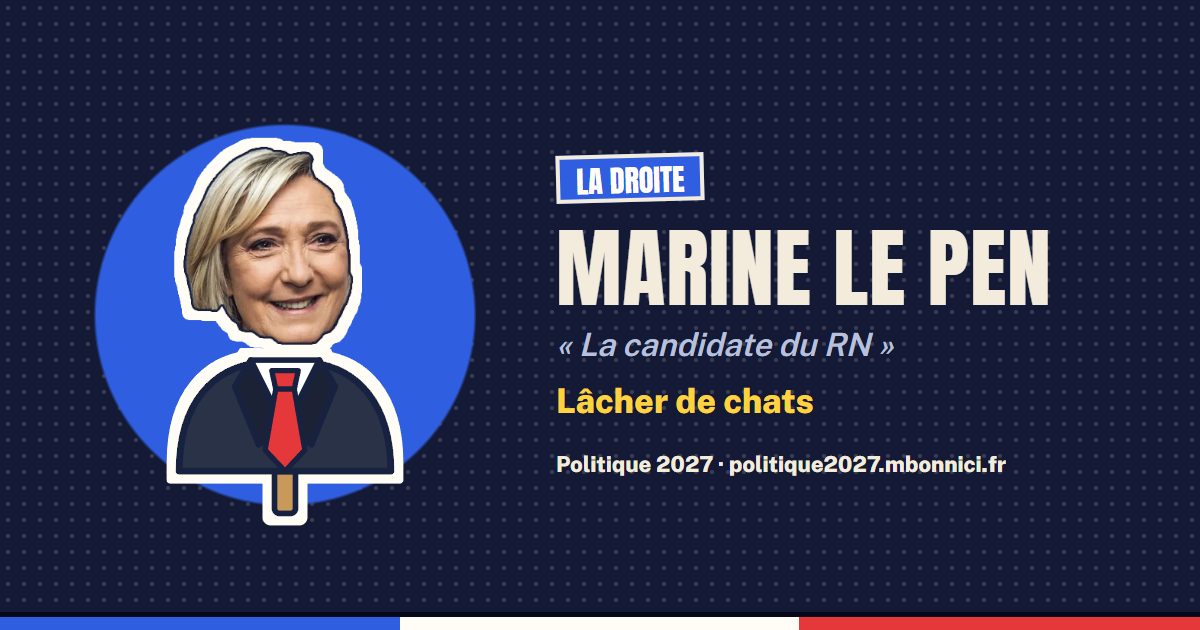 LA DROITE
MARINE LE PEN
« La candidate du RN »
Lâcher de chats
Politique 2027 · politique2027.mbonnici.fr